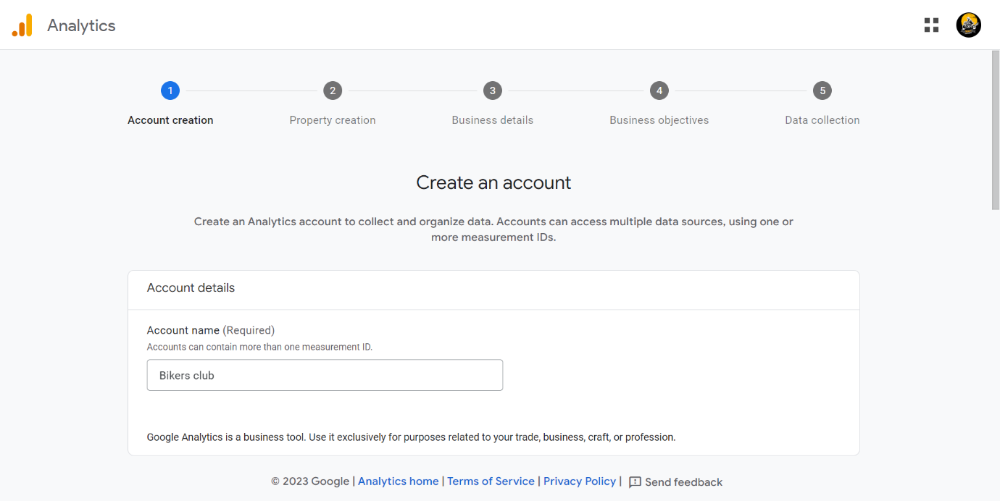 Analytics
1 2 3 4 5
Account creation Property creation Business details Business objectives Data collection
Create an account
Create an Analytics account to collect and organize data. Accounts can access multiple data sources, using one or
more measurement IDs.
Account details
Account name (Required)
Accounts can contain more than one measurement ID.
Bikers club
Google Analytics is a business tool. Use it exclusively for purposes related to your trade, business, craft, or profession.
© 2023 Google | Analytics home | Terms of Service | Privacy Policy | Send feedback